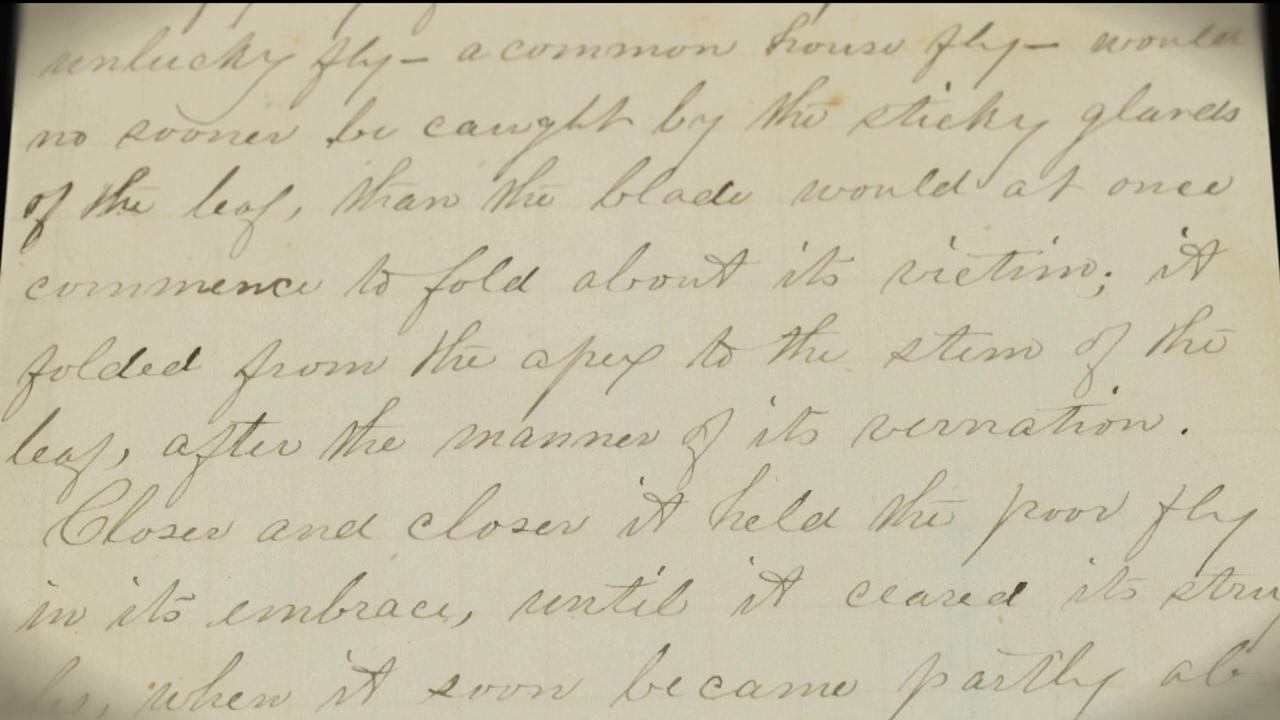 unlucky fly — a common house fly — would
no sooner be caught by the sticky glands
of the leaf, than the blade would at once
commence to fold about its victim; it
folded from the apex to the stem of the
leaf, after the manner of its vernation.
Closer and closer it held the poor fly
in its embrace, until it ceased its stru
when it soon became partly ab